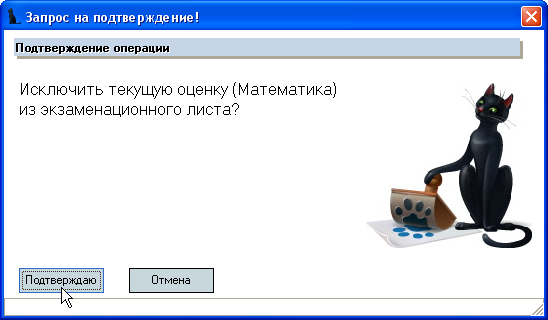 Запрос на подтверждение!
Подтверждение операции
Исключить текущую оценку (Математика)
из экзаменационного листа?
Подтверждаю
Отмена